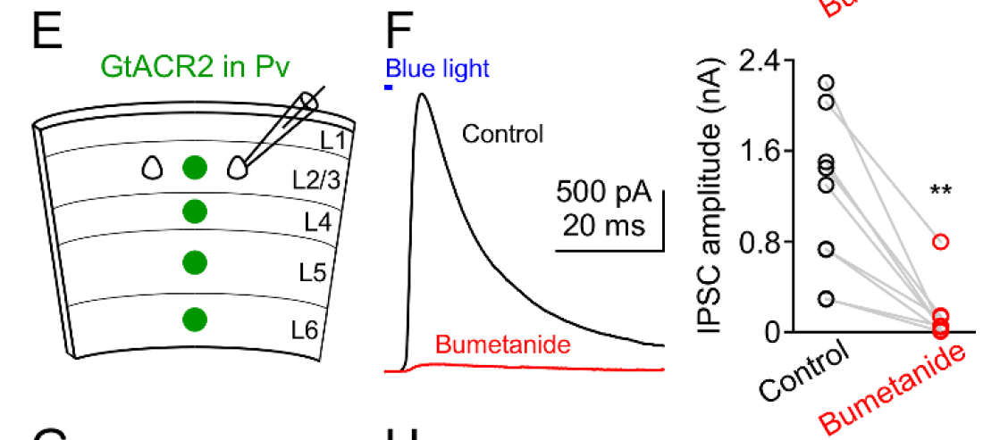 E
GtACR2 in Pv
L1
L2/3
L4
L5
L6
F
Blue light
Control
500 pA
20 ms
Bumetanide
IPSC amplitude (nA)
2.4
1.6
0.8
0
**
Control
Bumetanide